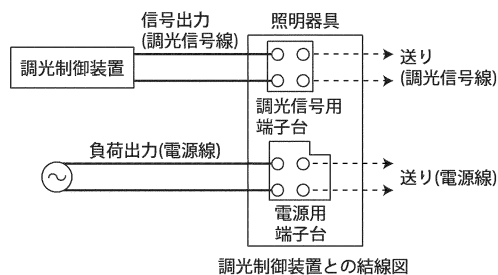 信号出力
(調光信号線)
照明器具
調光制御装置
送り
(調光信号線)
調光信号用
端子台
負荷出力(電源線)
送り(電源線)
電源用
端子台
調光制御装置との結線図